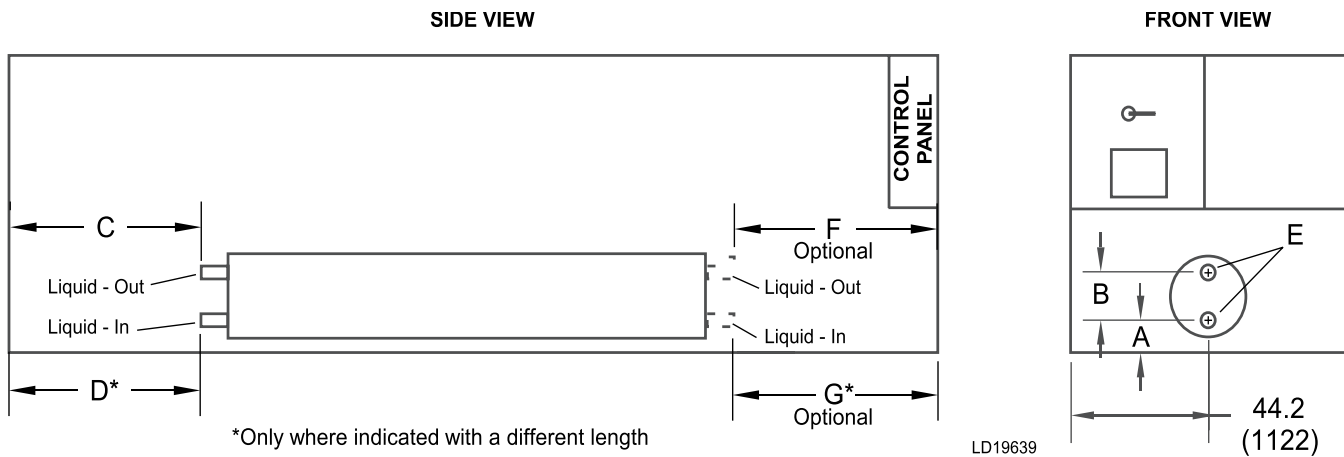 SIDE VIEW
FRONT VIEW
CONTROL
PANEL
C
F
Optional
Liquid - Out
Liquid - Out
Liquid - In
Liquid - In
D*
G*
Optional
*Only where indicated with a different length
LD19639
E
B
A
44.2
(1122)